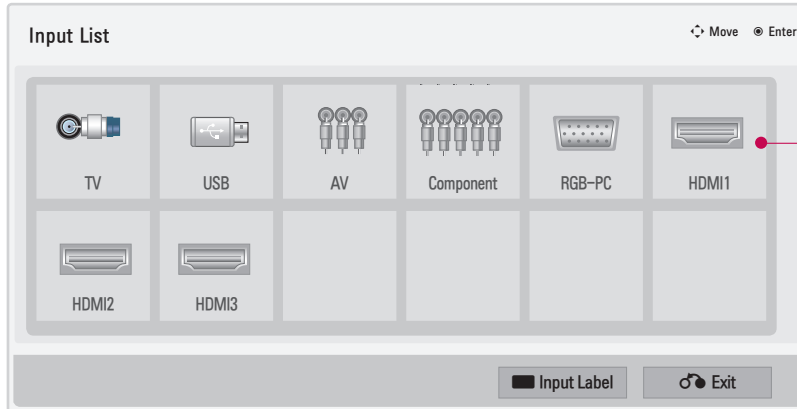 Input List
Move Enter
TV USB AV Component RGB-PC HDMI1
HDMI2 HDMI3
Input Label Exit